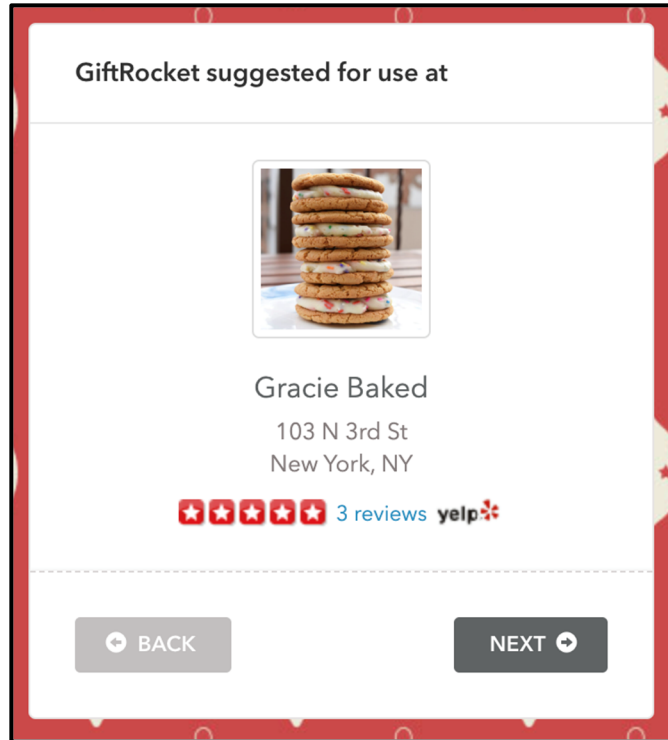 GiftRocket suggested for use at
Gracie Baked
103 N 3rd St
New York, NY
3 reviews yelp
BACK
NEXT